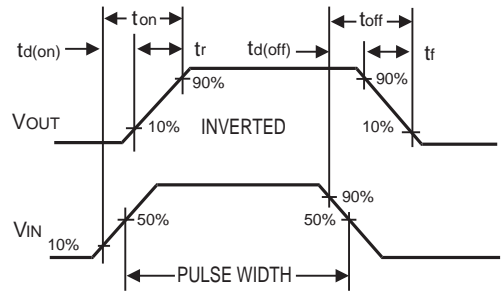 ton toff
td(on) tr td(off) tf
90% 90%
VOUT 10% INVERTED 10%
90%
50% 50%
VIN
10%
PULSE WIDTH